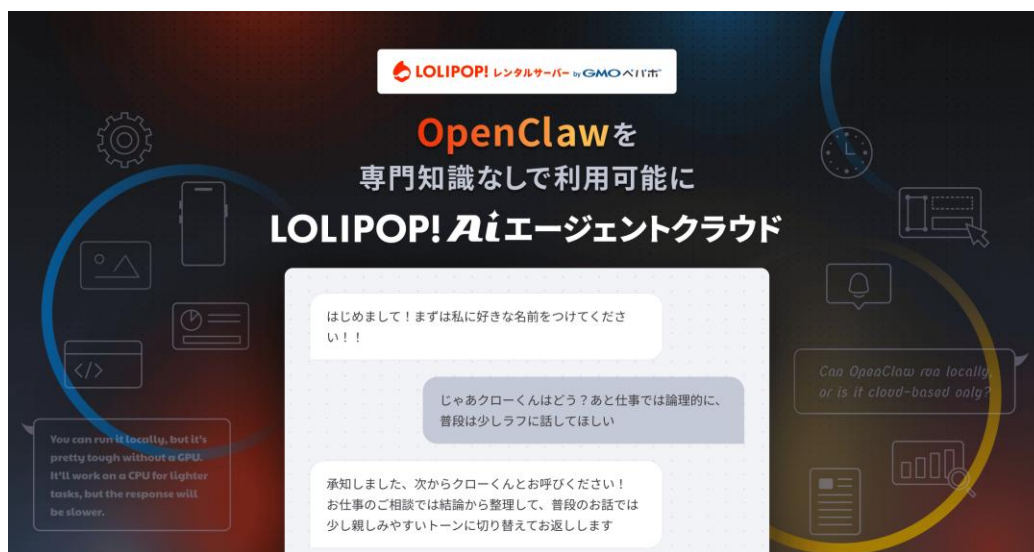 LOLIPOP! レンタルサーバー by GMOペパボ
OpenClawを
専門知識なしで利用可能に
LOLIPOP! Aiエージェントクラウド
はじめまして！まずは私に好きな名前をつけてくださ
い！！
じゃあクローくんはどう？あと仕事では論理的に、
普段は少しラフに話してほしい
承知しました、次からクローくんとお呼びください！
お仕事のご相談では結論から整理して、普段のお話では
少し親しみやすいトーンに切り替えてお返しします
</>
You can run it locally, but it's
pretty tough without a GPU.
It'll work on a CPU for lighter
tasks, but the response will
be slower.
Can OpenClaw run locally,
or is it cloud-based only?